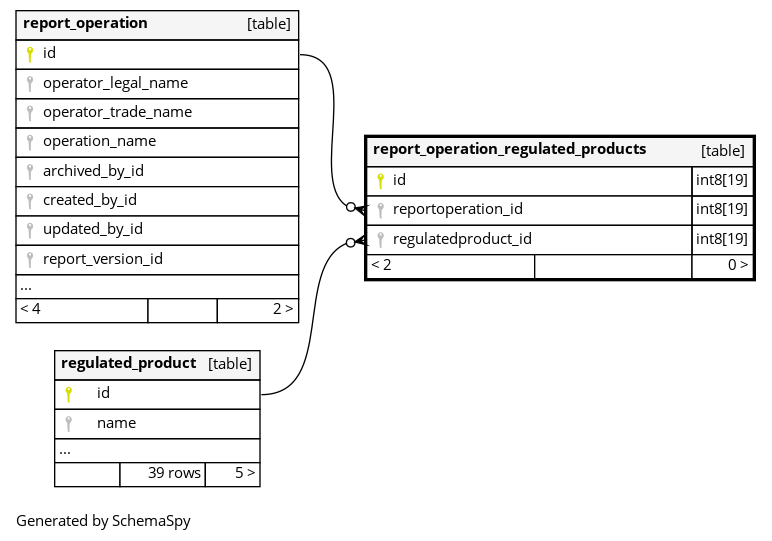 report_operation [table]
id
operator_legal_name
operator_trade_name
operation_name
archived_by_id
created_by_id
updated_by_id
report_version_id
...
< 4 2 >
report_operation_regulated_products [table]
id int8[19]
reportoperation_id int8[19]
regulatedproduct_id int8[19]
< 2 0 >
regulated_product [table]
id
name
...
39 rows 5 >
Generated by SchemaSpy